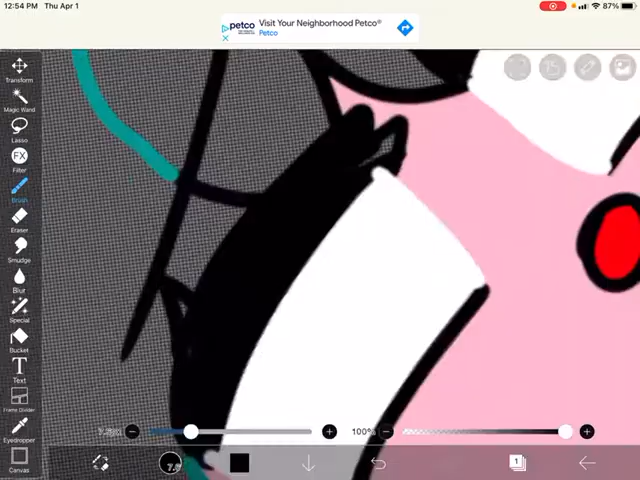 12:54 PM Thu Apr 1
87%
petco
Visit Your Neighborhood Petco®
Petco
Transform
Magic Wand
Lasso
FX
Filter
Brush
Eraser
Smudge
Blur
Special
Bucket
T
Text
Frame Divider
Eyedropper
Canvas
100%
1